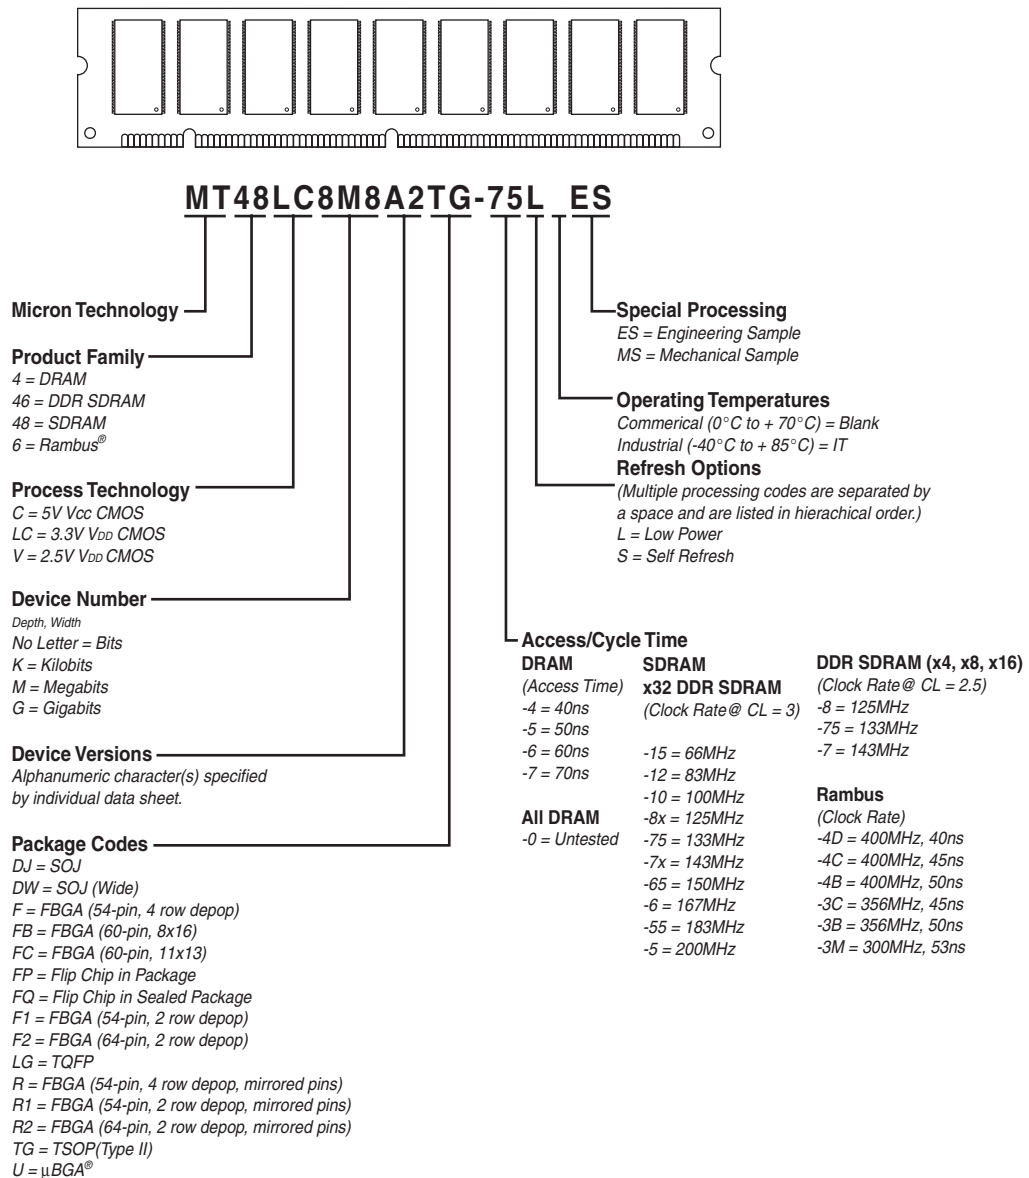 MT48LC8M8A2TG-75L ES
Micron Technology
Product Family
4 = DRAM
46 = DDR SDRAM
48 = SDRAM
6 = Rambus®
Process Technology
C = 5V Vcc CMOS
LC = 3.3V VDD CMOS
V = 2.5V VDD CMOS
Device Number
Depth, Width
No Letter = Bits
K = Kilobits
M = Megabits
G = Gigabits
Device Versions
Alphanumeric character(s) specified
by individual data sheet.
Package Codes
DJ = SOJ
DW = SOJ (Wide)
F = FBGA (54-pin, 4 row depop)
FB = FBGA (60-pin, 8x16)
FC = FBGA (60-pin, 11x13)
FP = Flip Chip in Package
FQ = Flip Chip in Sealed Package
F1 = FBGA (54-pin, 2 row depop)
F2 = FBGA (64-pin, 2 row depop)
LG = TQFP
R = FBGA (54-pin, 4 row depop, mirrored pins)
R1 = FBGA (54-pin, 2 row depop, mirrored pins)
R2 = FBGA (64-pin, 2 row depop, mirrored pins)
TG = TSOP(Type II)
U = µBGA®
Special Processing
ES = Engineering Sample
MS = Mechanical Sample
Operating Temperatures
Commerical (0°C to + 70°C) = Blank
Industrial (-40°C to + 85°C) = IT
Refresh Options
(Multiple processing codes are separated by
a space and are listed in hierachical order.)
L = Low Power
S = Self Refresh
Access/Cycle Time
DRAM
(Access Time)
-4 = 40ns
-5 = 50ns
-6 = 60ns
-7 = 70ns
All DRAM
-0 = Untested
SDRAM
x32 DDR SDRAM
(Clock Rate@ CL = 3)
-15 = 66MHz
-12 = 83MHz
-10 = 100MHz
-8x = 125MHz
-75 = 133MHz
-7x = 143MHz
-65 = 150MHz
-6 = 167MHz
-55 = 183MHz
-5 = 200MHz
DDR SDRAM (x4, x8, x16)
(Clock Rate@ CL = 2.5)
-8 = 125MHz
-75 = 133MHz
-7 = 143MHz
Rambus
(Clock Rate)
-4D = 400MHz, 40ns
-4C = 400MHz, 45ns
-4B = 400MHz, 50ns
-3C = 356MHz, 45ns
-3B = 356MHz, 50ns
-3M = 300MHz, 53ns